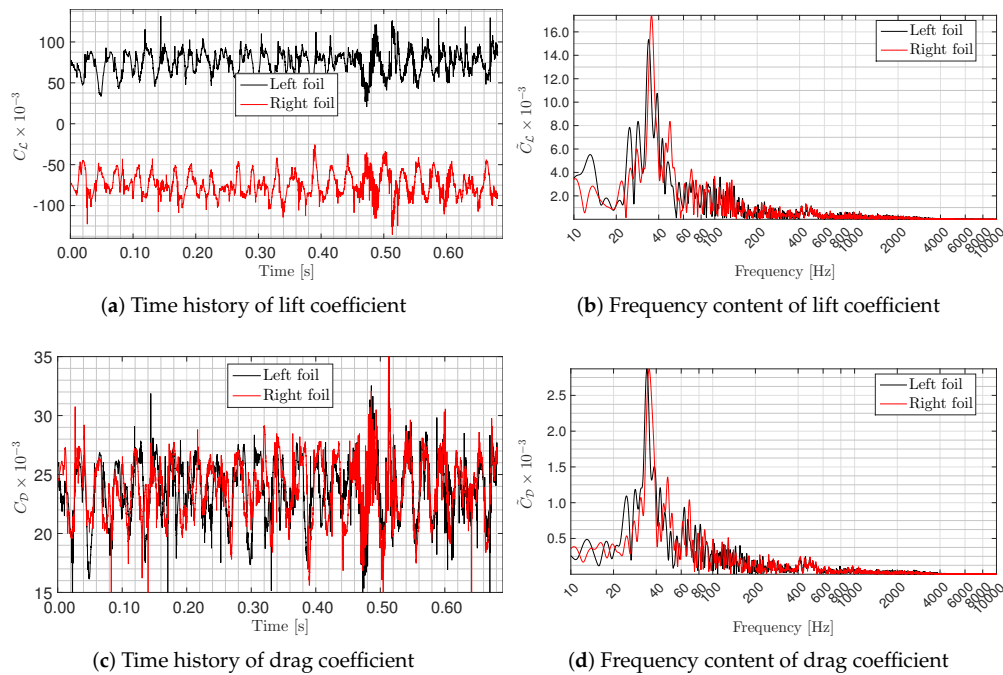 100
50
0
-50
-100
C_L × 10^-3
Left foil
Right foil
0.00 0.10 0.20 0.30 0.40 0.50 0.60
Time [s]
(a) Time history of lift coefficient
16.0
14.0
12.0
10.0
8.0
6.0
4.0
2.0
C̃_L × 10^-3
Left foil
Right foil
10 20 40 60 80 100 200 400 600 800 1000 2000 4000 6000 8000 10000
Frequency [Hz]
(b) Frequency content of lift coefficient
35
30
25
20
15
C_D × 10^-3
Left foil
Right foil
0.00 0.10 0.20 0.30 0.40 0.50 0.60
Time [s]
(c) Time history of drag coefficient
2.5
2.0
1.5
1.0
0.5
C̃_D × 10^-3
Left foil
Right foil
10 20 40 60 80 100 200 400 600 800 1000 2000 4000 6000 8000 10000
Frequency [Hz]
(d) Frequency content of drag coefficient